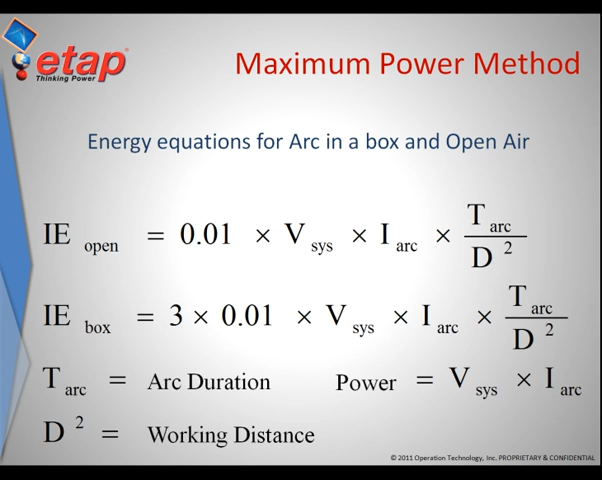 etap®
Thinking Power™
Maximum Power Method
Energy equations for Arc in a box and Open Air
IE open = 0.01 × V sys × I arc × T arc / D 2
IE box = 3 × 0.01 × V sys × I arc × T arc / D 2
T arc = Arc Duration Power = V sys × I arc
D 2 = Working Distance
© 2011 Operation Technology, Inc. PROPRIETARY & CONFIDENTIAL